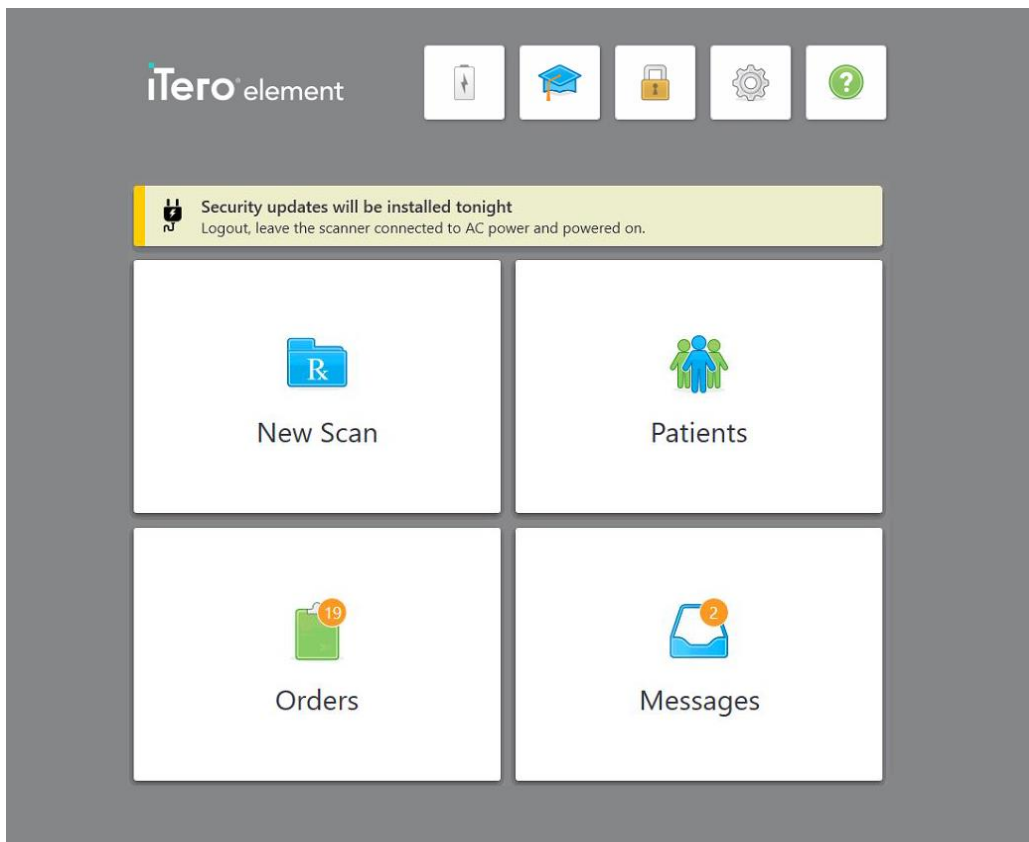 iTero element
?
Security updates will be installed tonight
Logout, leave the scanner connected to AC power and powered on.
Rx
New Scan
Patients
19
Orders
2
Messages